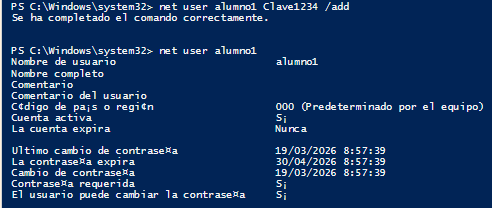 PS C:\Windows\system32> net user alumno1 Clave1234 /add
Se ha completado el comando correctamente.
PS C:\Windows\system32> net user alumno1
Nombre de usuario alumno1
Nombre completo
Comentario
Comentario del usuario
C¢digo de pa¡s o regi¢n 000 (Predeterminado por el equipo)
Cuenta activa S¡
La cuenta expira Nunca
Ultimo cambio de contrase¤a 19/03/2026 8:57:39
La contrase¤a expira 30/04/2026 8:57:39
Cambio de contrase¤a 19/03/2026 8:57:39
Contrase¤a requerida S¡
El usuario puede cambiar la contrase¤a S¡